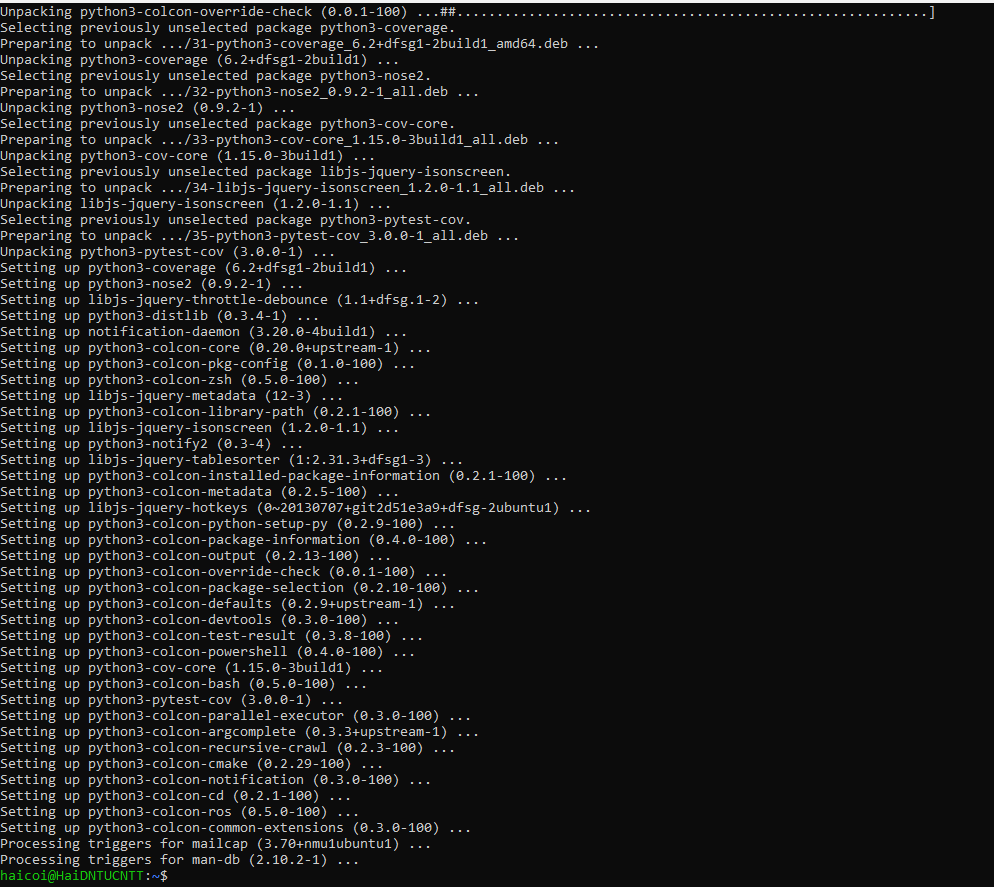 Unpacking python3-colcon-override-check (0.0.1-100) ...##...........................................................]
Selecting previously unselected package python3-coverage.
Preparing to unpack .../31-python3-coverage_6.2+dfsg1-2build1_amd64.deb ...
Unpacking python3-coverage (6.2+dfsg1-2build1) ...
Selecting previously unselected package python3-nose2.
Preparing to unpack .../32-python3-nose2_0.9.2-1_all.deb ...
Unpacking python3-nose2 (0.9.2-1) ...
Selecting previously unselected package python3-cov-core.
Preparing to unpack .../33-python3-cov-core_1.15.0-3build1_all.deb ...
Unpacking python3-cov-core (1.15.0-3build1) ...
Selecting previously unselected package libjs-jquery-isonscreen.
Preparing to unpack .../34-libjs-jquery-isonscreen_1.2.0-1.1_all.deb ...
Unpacking libjs-jquery-isonscreen (1.2.0-1.1) ...
Selecting previously unselected package python3-pytest-cov.
Preparing to unpack .../35-python3-pytest-cov_3.0.0-1_all.deb ...
Unpacking python3-pytest-cov (3.0.0-1) ...
Setting up python3-coverage (6.2+dfsg1-2build1) ...
Setting up python3-nose2 (0.9.2-1) ...
Setting up libjs-jquery-throttle-debounce (1.1+dfsg.1-2) ...
Setting up python3-distlib (0.3.4-1) ...
Setting up notification-daemon (3.20.0-4build1) ...
Setting up python3-colcon-core (0.20.0+upstream-1) ...
Setting up python3-colcon-pkg-config (0.1.0-100) ...
Setting up python3-colcon-zsh (0.5.0-100) ...
Setting up libjs-jquery-metadata (12-3) ...
Setting up python3-colcon-library-path (0.2.1-100) ...
Setting up libjs-jquery-isonscreen (1.2.0-1.1) ...
Setting up python3-notify2 (0.3-4) ...
Setting up libjs-jquery-tablesorter (1:2.31.3+dfsg1-3) ...
Setting up python3-colcon-installed-package-information (0.2.1-100) ...
Setting up python3-colcon-metadata (0.2.5-100) ...
Setting up libjs-jquery-hotkeys (0~20130707+git2d51e3a9+dfsg-2ubuntu1) ...
Setting up python3-colcon-python-setup-py (0.2.9-100) ...
Setting up python3-colcon-package-information (0.4.0-100) ...
Setting up python3-colcon-output (0.2.13-100) ...
Setting up python3-colcon-override-check (0.0.1-100) ...
Setting up python3-colcon-package-selection (0.2.10-100) ...
Setting up python3-colcon-defaults (0.2.9+upstream-1) ...
Setting up python3-colcon-devtools (0.3.0-100) ...
Setting up python3-colcon-test-result (0.3.8-100) ...
Setting up python3-colcon-powershell (0.4.0-100) ...
Setting up python3-cov-core (1.15.0-3build1) ...
Setting up python3-colcon-bash (0.5.0-100) ...
Setting up python3-pytest-cov (3.0.0-1) ...
Setting up python3-colcon-parallel-executor (0.3.0-100) ...
Setting up python3-colcon-argcomplete (0.3.3+upstream-1) ...
Setting up python3-colcon-recursive-crawl (0.2.3-100) ...
Setting up python3-colcon-cmake (0.2.29-100) ...
Setting up python3-colcon-notification (0.3.0-100) ...
Setting up python3-colcon-cd (0.2.1-100) ...
Setting up python3-colcon-ros (0.5.0-100) ...
Setting up python3-colcon-common-extensions (0.3.0-100) ...
Processing triggers for mailcap (3.70+nmu1ubuntu1) ...
Processing triggers for man-db (2.10.2-1) ...
haicoi@HaiDNTUCNTT:~$